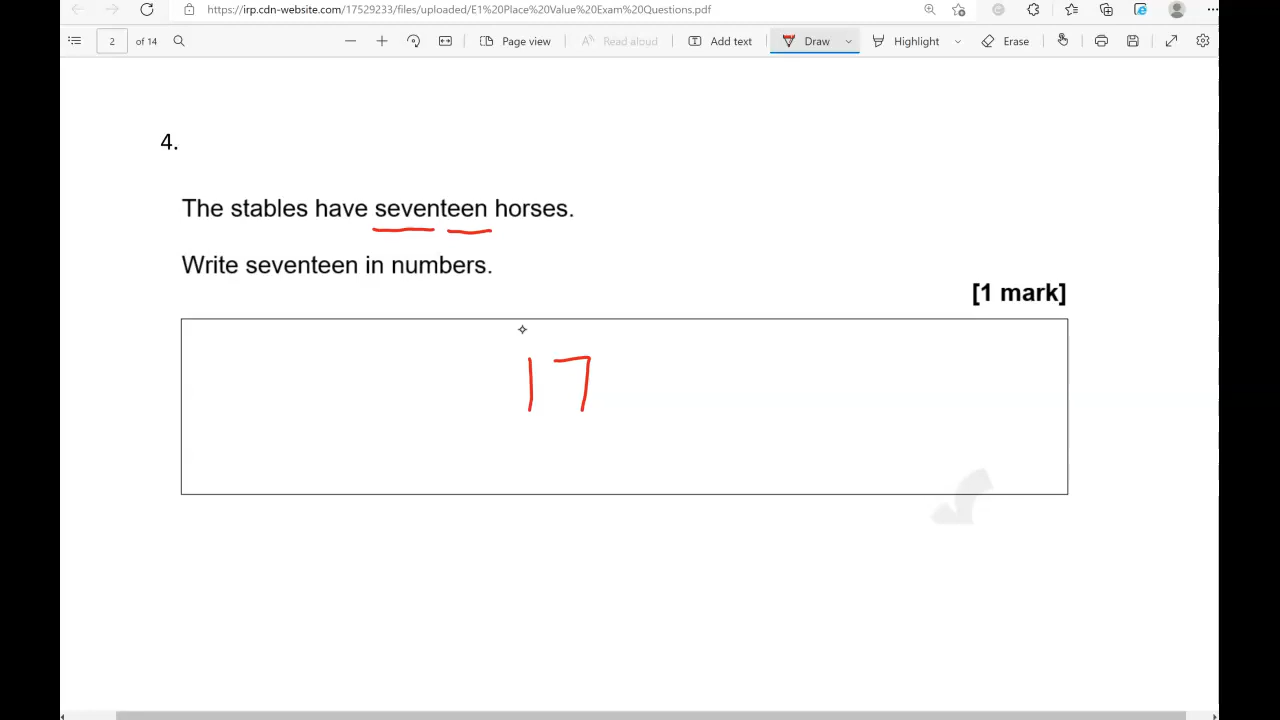 https://irp.cdn-website.com/17529233/files/uploaded/E1%20Place%20Value%20Exam%20Questions.pdf
2 of 14 Page view Read aloud Add text Draw Highlight Erase
4.
The stables have seventeen horses.
Write seventeen in numbers.
[1 mark]
17